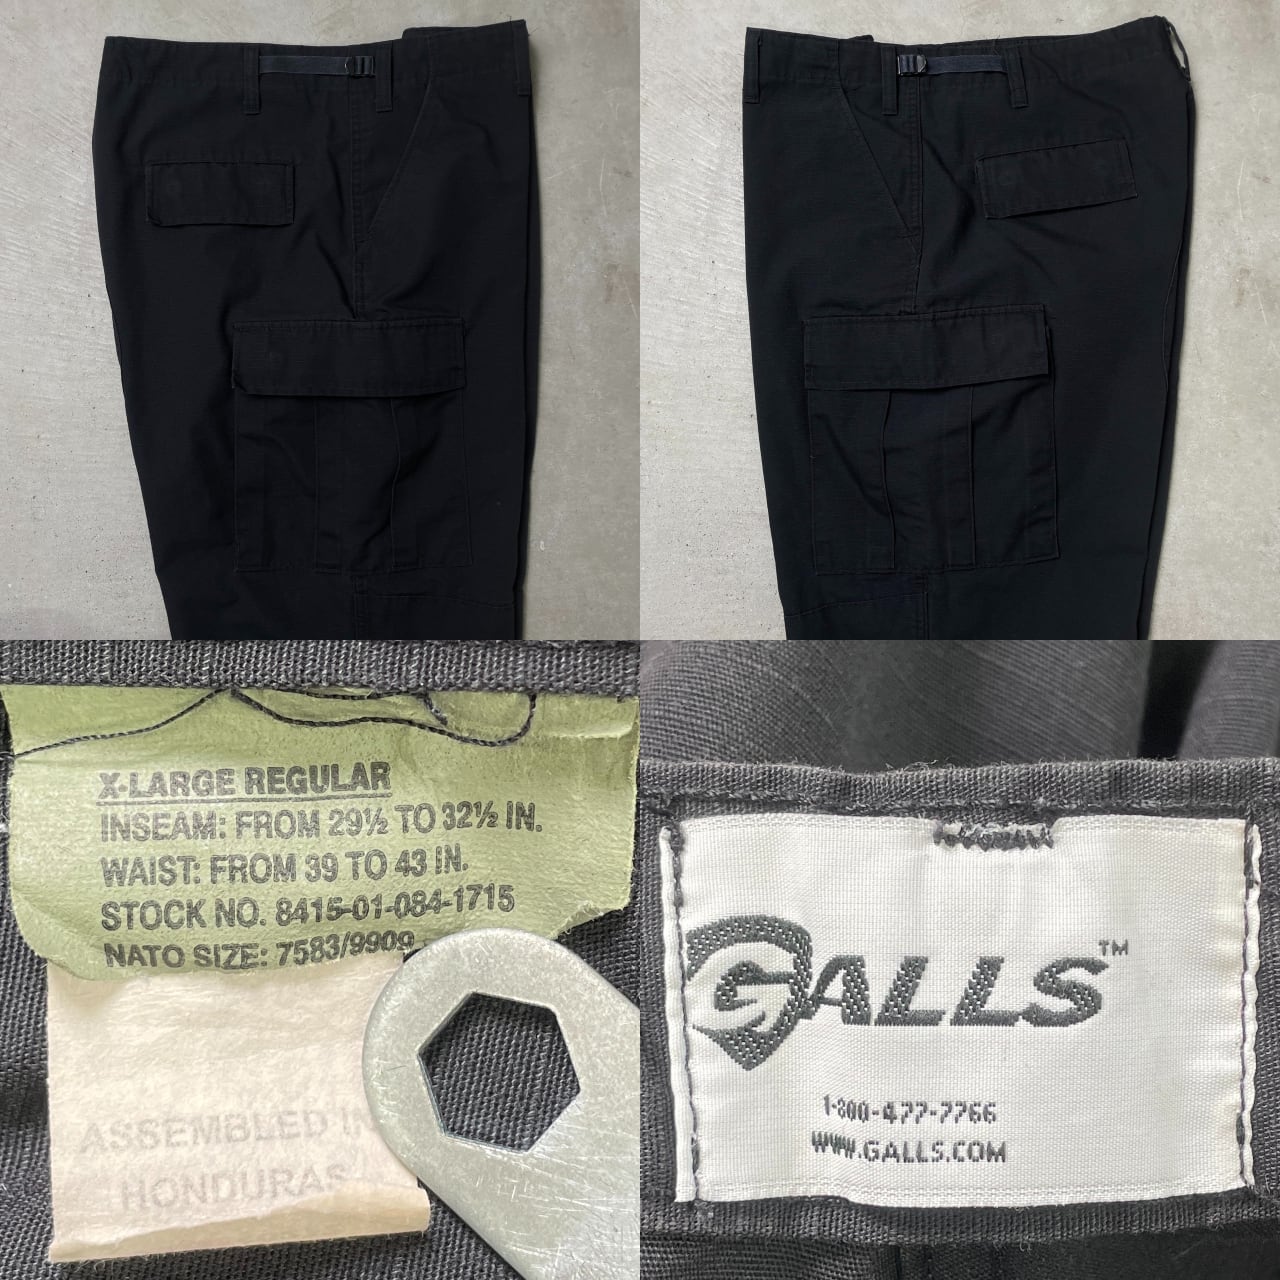 X-LARGE REGULAR
INSEAM: FROM 29½ TO 32½ IN.
WAIST: FROM 39 TO 43 IN.
STOCK NO. 8415-01-084-1715
NATO SIZE: 7583/9909
ASSEMBLED IN
HONDURAS
GALLS™
1-800-477-7766
WWW.GALLS.COM